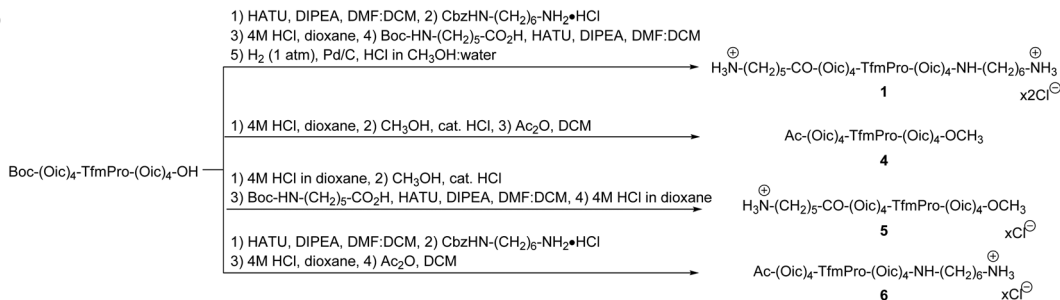 1) HATU, DIPEA, DMF:DCM, 2) CbzHN-(CH₂)₆-NH₂•HCl
3) 4M HCl, dioxane, 4) Boc-HN-(CH₂)₅-CO₂H, HATU, DIPEA, DMF:DCM
5) H₂ (1 atm), Pd/C, HCl in CH₃OH:water
H₃N⊕-(CH₂)₅-CO-(Oic)₄-TfmPro-(Oic)₄-NH-(CH₂)₆-NH₃⊕
1
x2Cl⊖
1) 4M HCl, dioxane, 2) CH₃OH, cat. HCl, 3) Ac₂O, DCM
Ac-(Oic)₄-TfmPro-(Oic)₄-OCH₃
4
Boc-(Oic)₄-TfmPro-(Oic)₄-OH
1) 4M HCl in dioxane, 2) CH₃OH, cat. HCl
3) Boc-HN-(CH₂)₅-CO₂H, HATU, DIPEA, DMF:DCM, 4) 4M HCl in dioxane
H₃N⊕-(CH₂)₅-CO-(Oic)₄-TfmPro-(Oic)₄-OCH₃
5
xCl⊖
1) HATU, DIPEA, DMF:DCM, 2) CbzHN-(CH₂)₆-NH₂•HCl
3) 4M HCl, dioxane, 4) Ac₂O, DCM
Ac-(Oic)₄-TfmPro-(Oic)₄-NH-(CH₂)₆-NH₃⊕
6
xCl⊖